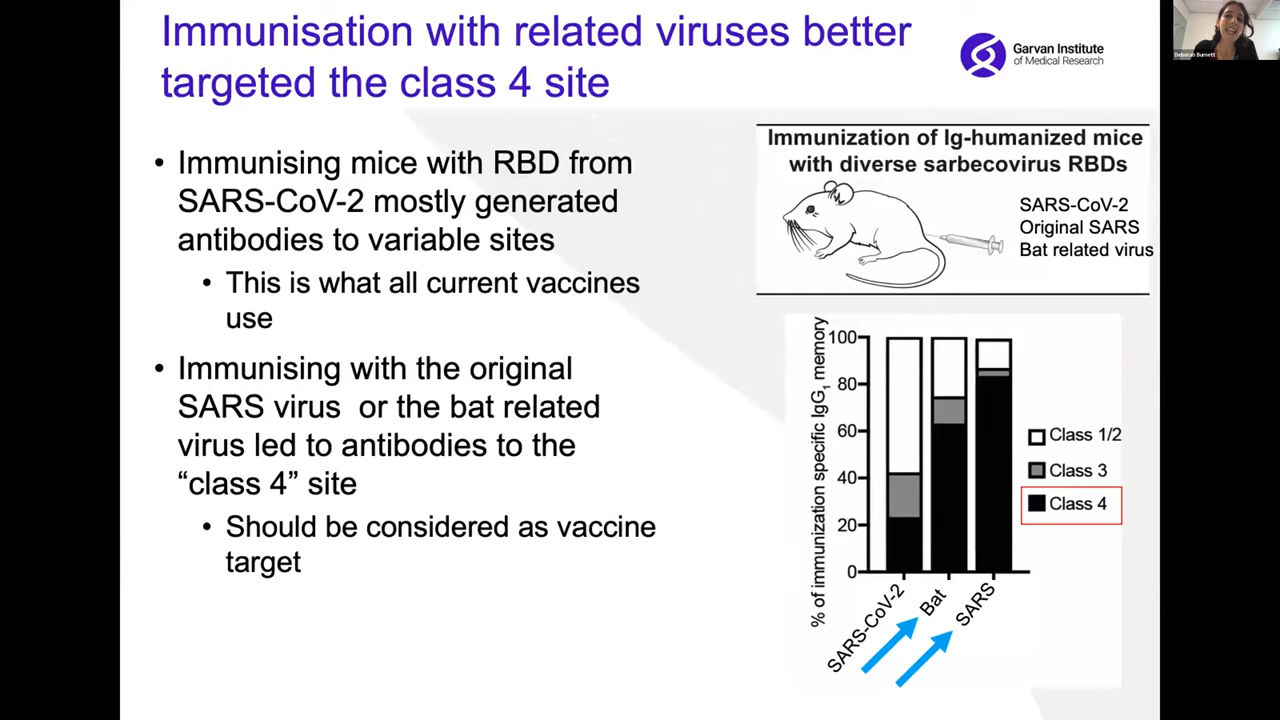 Immunisation with related viruses better
targeted the class 4 site
Garvan Institute
of Medical Research
Deborah Burnett
• Immunising mice with RBD from
SARS-CoV-2 mostly generated
antibodies to variable sites
• This is what all current vaccines
use
• Immunising with the original
SARS virus or the bat related
virus led to antibodies to the
“class 4” site
• Should be considered as vaccine
target
Immunization of Ig-humanized mice
with diverse sarbecovirus RBDs
SARS-CoV-2
Original SARS
Bat related virus
% of immunization specific IgG1 memory
100
80
60
40
20
0
SARS-CoV-2
Bat
SARS
Class 1/2
Class 3
Class 4